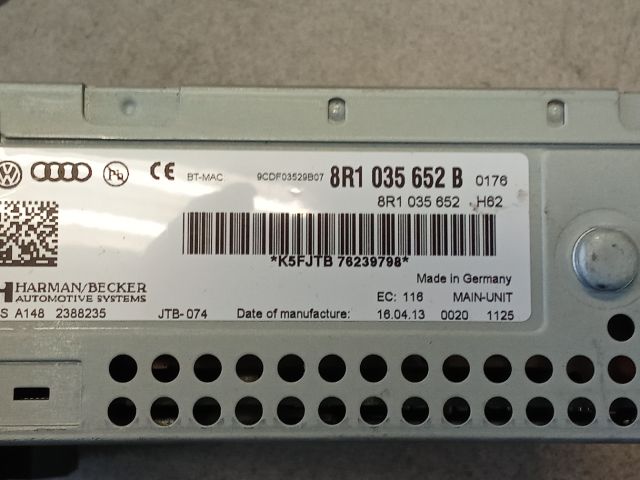 CE BT-MAC 9CDF03529B07 8R1 035 652 B 0176
8R1 035 652 H62
*K5FJTB 76239798*
Made in Germany
HARMAN/BECKER
AUTOMOTIVE SYSTEMS
EC: 116 MAIN-UNIT
S A148 2388235 JTB-074 Date of manufacture: 16.04.13 0020 1125